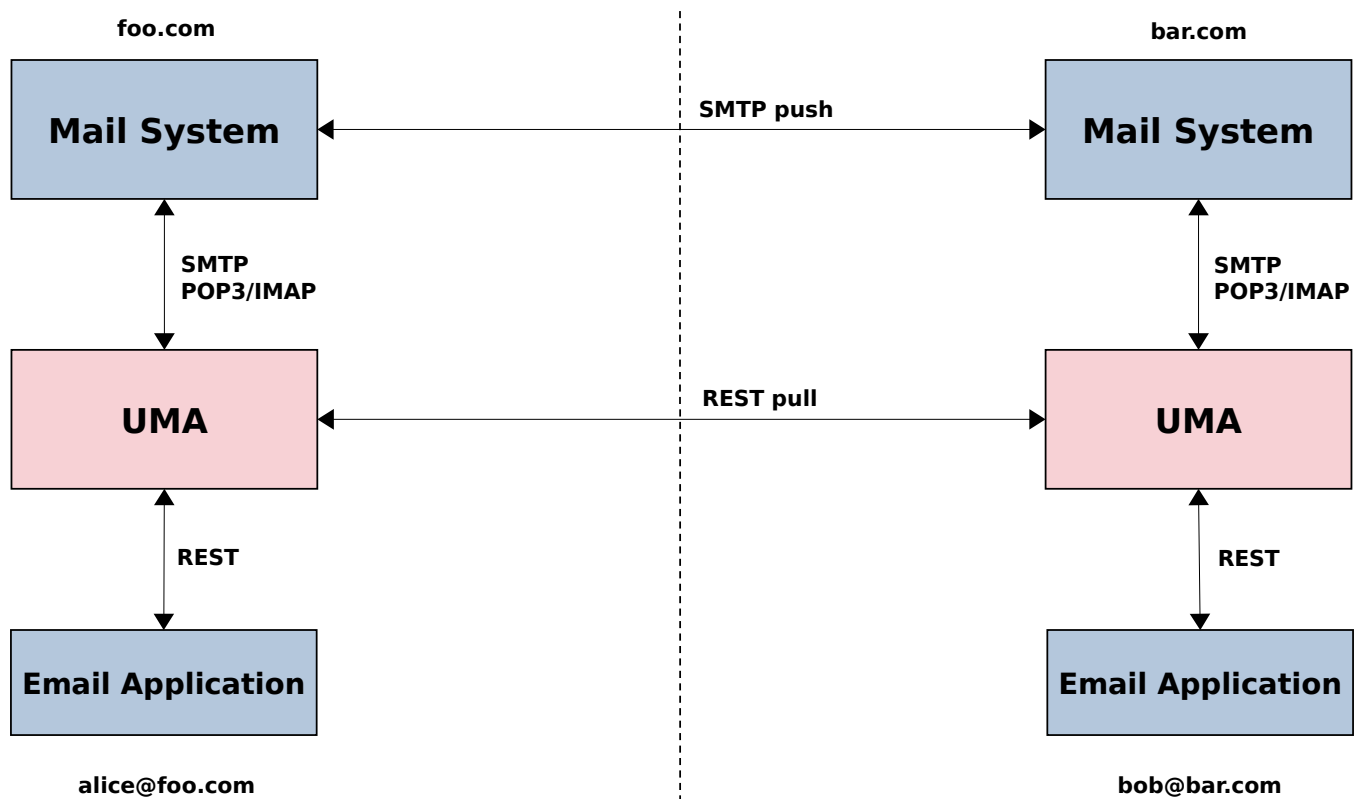 foo.com
bar.com
Mail System
SMTP push
Mail System
SMTP
POP3/IMAP
SMTP
POP3/IMAP
UMA
REST pull
UMA
REST
REST
Email Application
Email Application
alice@foo.com
bob@bar.com